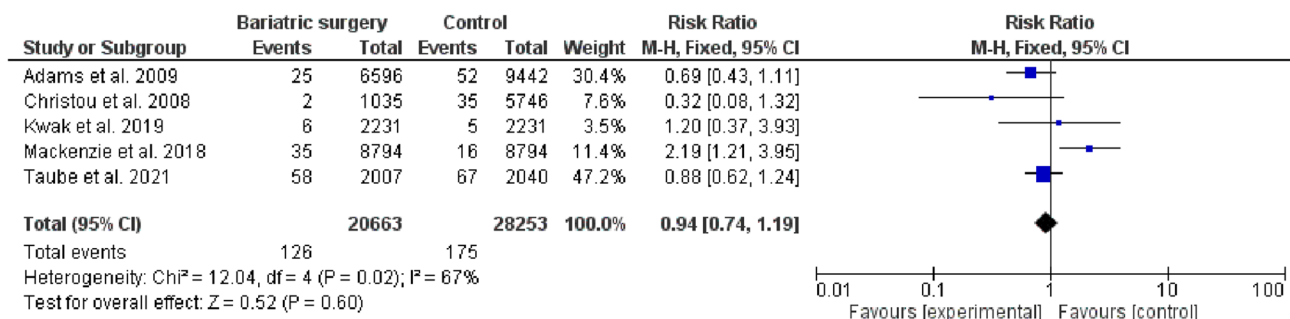 Bariatric surgery Control Risk Ratio Risk Ratio
Study or Subgroup Events Total Events Total Weight M-H, Fixed, 95% CI M-H, Fixed, 95% CI
Adams et al. 2009 25 6596 52 9442 30.4% 0.69 [0.43, 1.11]
Christou et al. 2008 2 1035 35 5746 7.6% 0.32 [0.08, 1.32]
Kwak et al. 2019 6 2231 5 2231 3.5% 1.20 [0.37, 3.93]
Mackenzie et al. 2018 35 8794 16 8794 11.4% 2.19 [1.21, 3.95]
Taube et al. 2021 58 2007 67 2040 47.2% 0.88 [0.62, 1.24]
Total (95% CI) 20663 28253 100.0% 0.94 [0.74, 1.19]
Total events 126 175
Heterogeneity: Chi² = 12.04, df = 4 (P = 0.02); I² = 67%
Test for overall effect: Z = 0.52 (P = 0.60)
0.01 0.1 1 10 100
Favours [experimental] Favours [control]